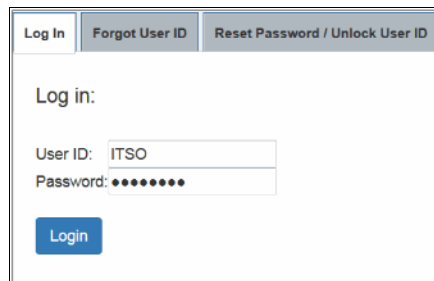 Log In Forgot User ID Reset Password / Unlock User ID
Log in:
User ID: ITSO
Password: ●●●●●●●●
Login